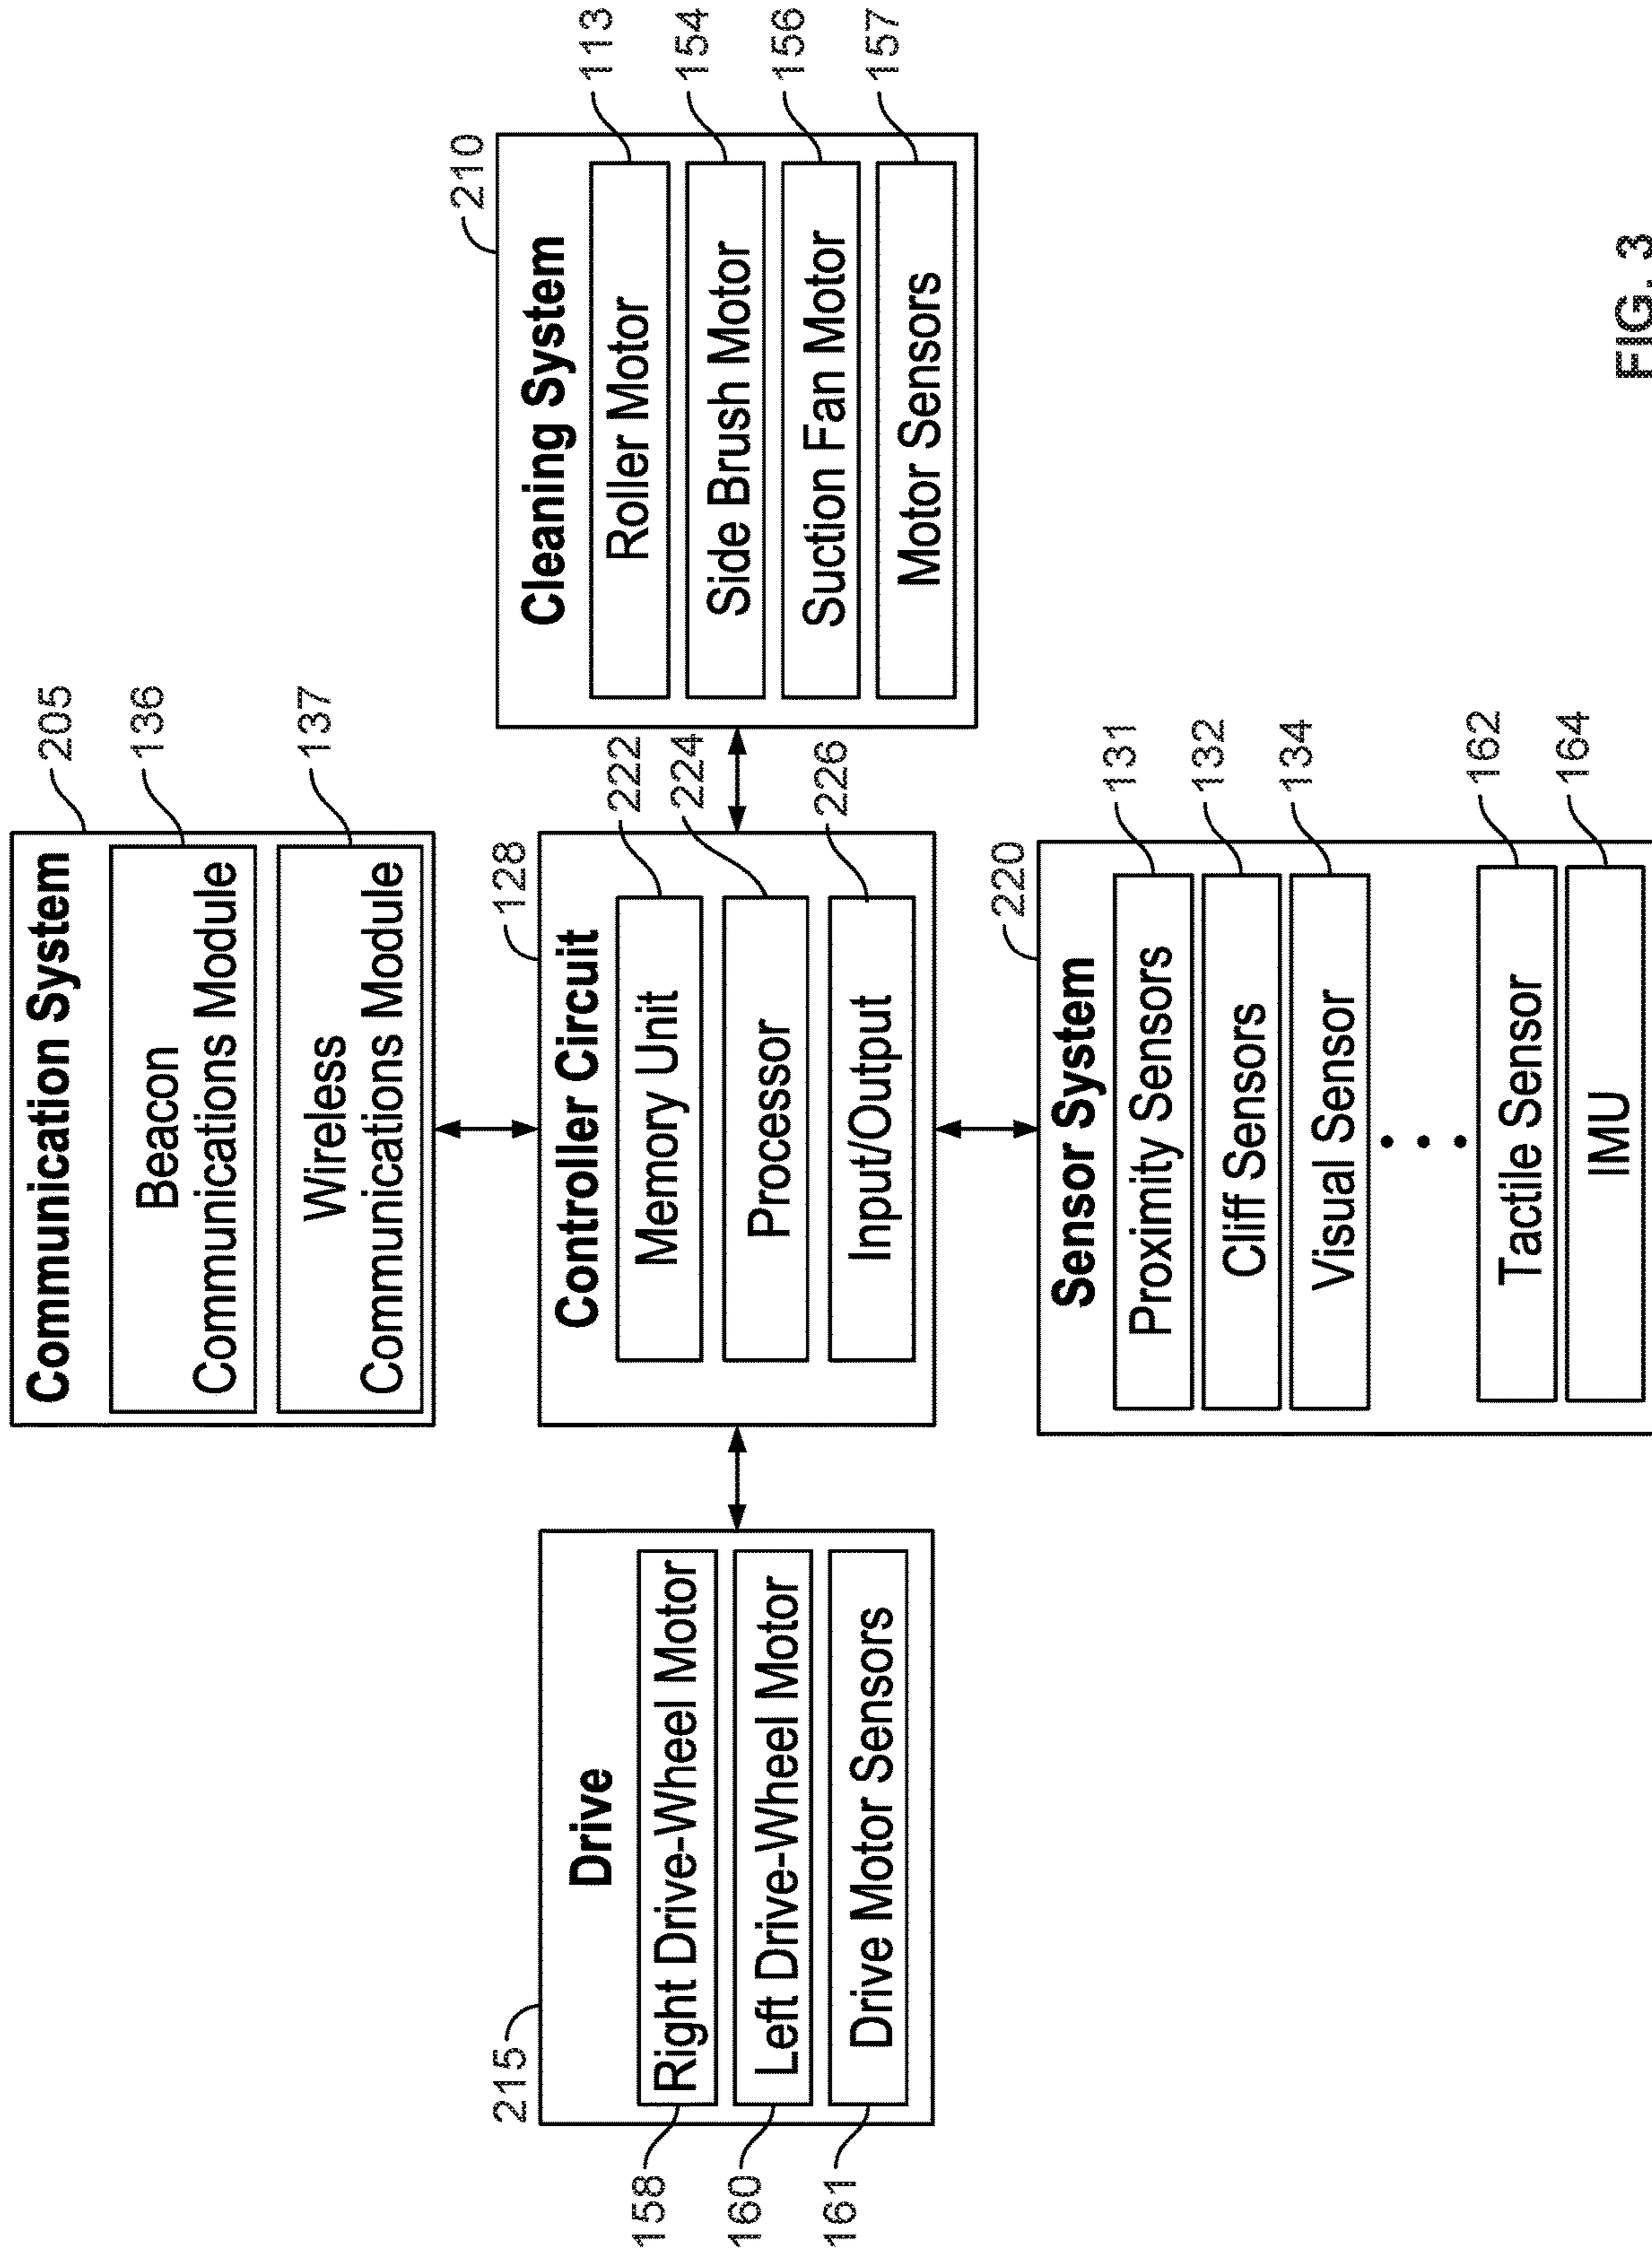 Communication System
205
Beacon
Communications Module
136
Wireless
Communications Module
137
215
Drive
Right Drive-Wheel Motor
158
Left Drive-Wheel Motor
160
Drive Motor Sensors
161
128
Controller Circuit
Memory Unit
222
Processor
224
Input/Output
226
210
Cleaning System
Roller Motor
113
Side Brush Motor
154
Suction Fan Motor
156
Motor Sensors
157
220
Sensor System
Proximity Sensors
131
Cliff Sensors
132
Visual Sensor
134
Tactile Sensor
162
IMU
164
FIG. 3